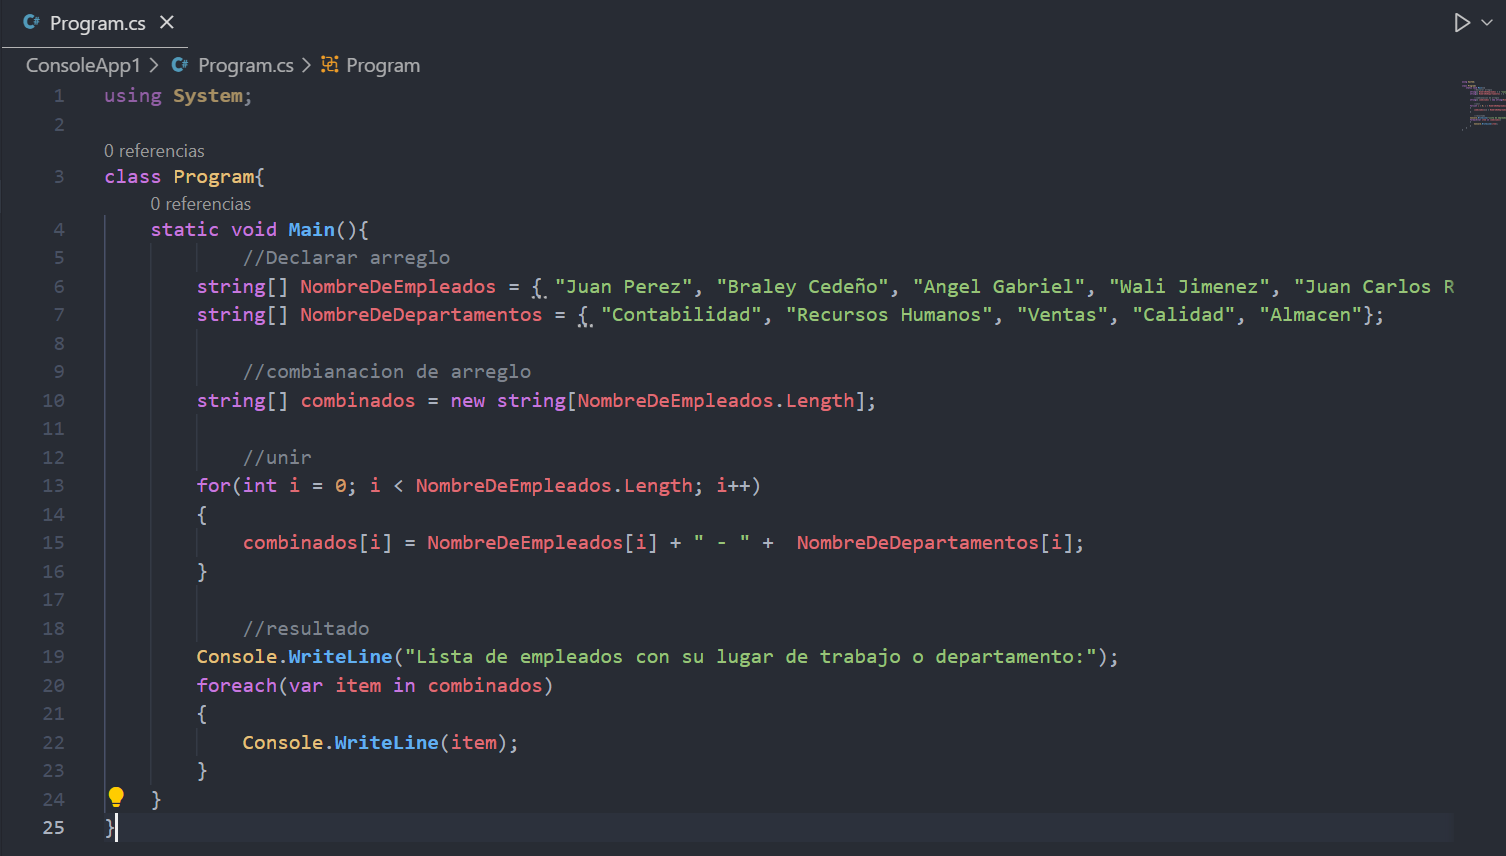 Program.cs
ConsoleApp1 > Program.cs > Program
1 using System;
2
0 referencias
3 class Program{
0 referencias
4 static void Main(){
5 //Declarar arreglo
6 string[] NombreDeEmpleados = { "Juan Perez", "Braley Cedeño", "Angel Gabriel", "Wali Jimenez", "Juan Carlos R
7 string[] NombreDeDepartamentos = { "Contabilidad", "Recursos Humanos", "Ventas", "Calidad", "Almacen"};
8
9 //combianacion de arreglo
10 string[] combinados = new string[NombreDeEmpleados.Length];
11
12 //unir
13 for(int i = 0; i < NombreDeEmpleados.Length; i++)
14 {
15 combinados[i] = NombreDeEmpleados[i] + " - " +  NombreDeDepartamentos[i];
16 }
17
18 //resultado
19 Console.WriteLine("Lista de empleados con su lugar de trabajo o departamento:");
20 foreach(var item in combinados)
21 {
22 Console.WriteLine(item);
23 }
24 }
25 }